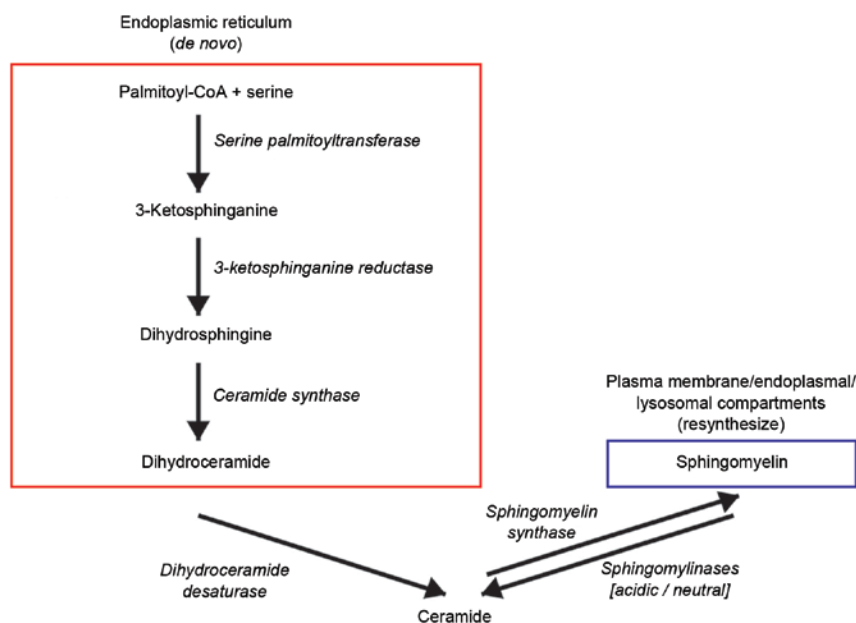 Endoplasmic reticulum
(de novo)
Palmitoyl-CoA + serine
Serine palmitoyltransferase
3-Ketosphinganine
3-ketosphinganine reductase
Dihydrosphingine
Ceramide synthase
Dihydroceramide
Plasma membrane/endoplasmal/
lysosomal compartments
(resynthesize)
Sphingomyelin
Dihydroceramide
desaturase
Sphingomyelin
synthase
Sphingomylinases
[acidic / neutral]
Ceramide